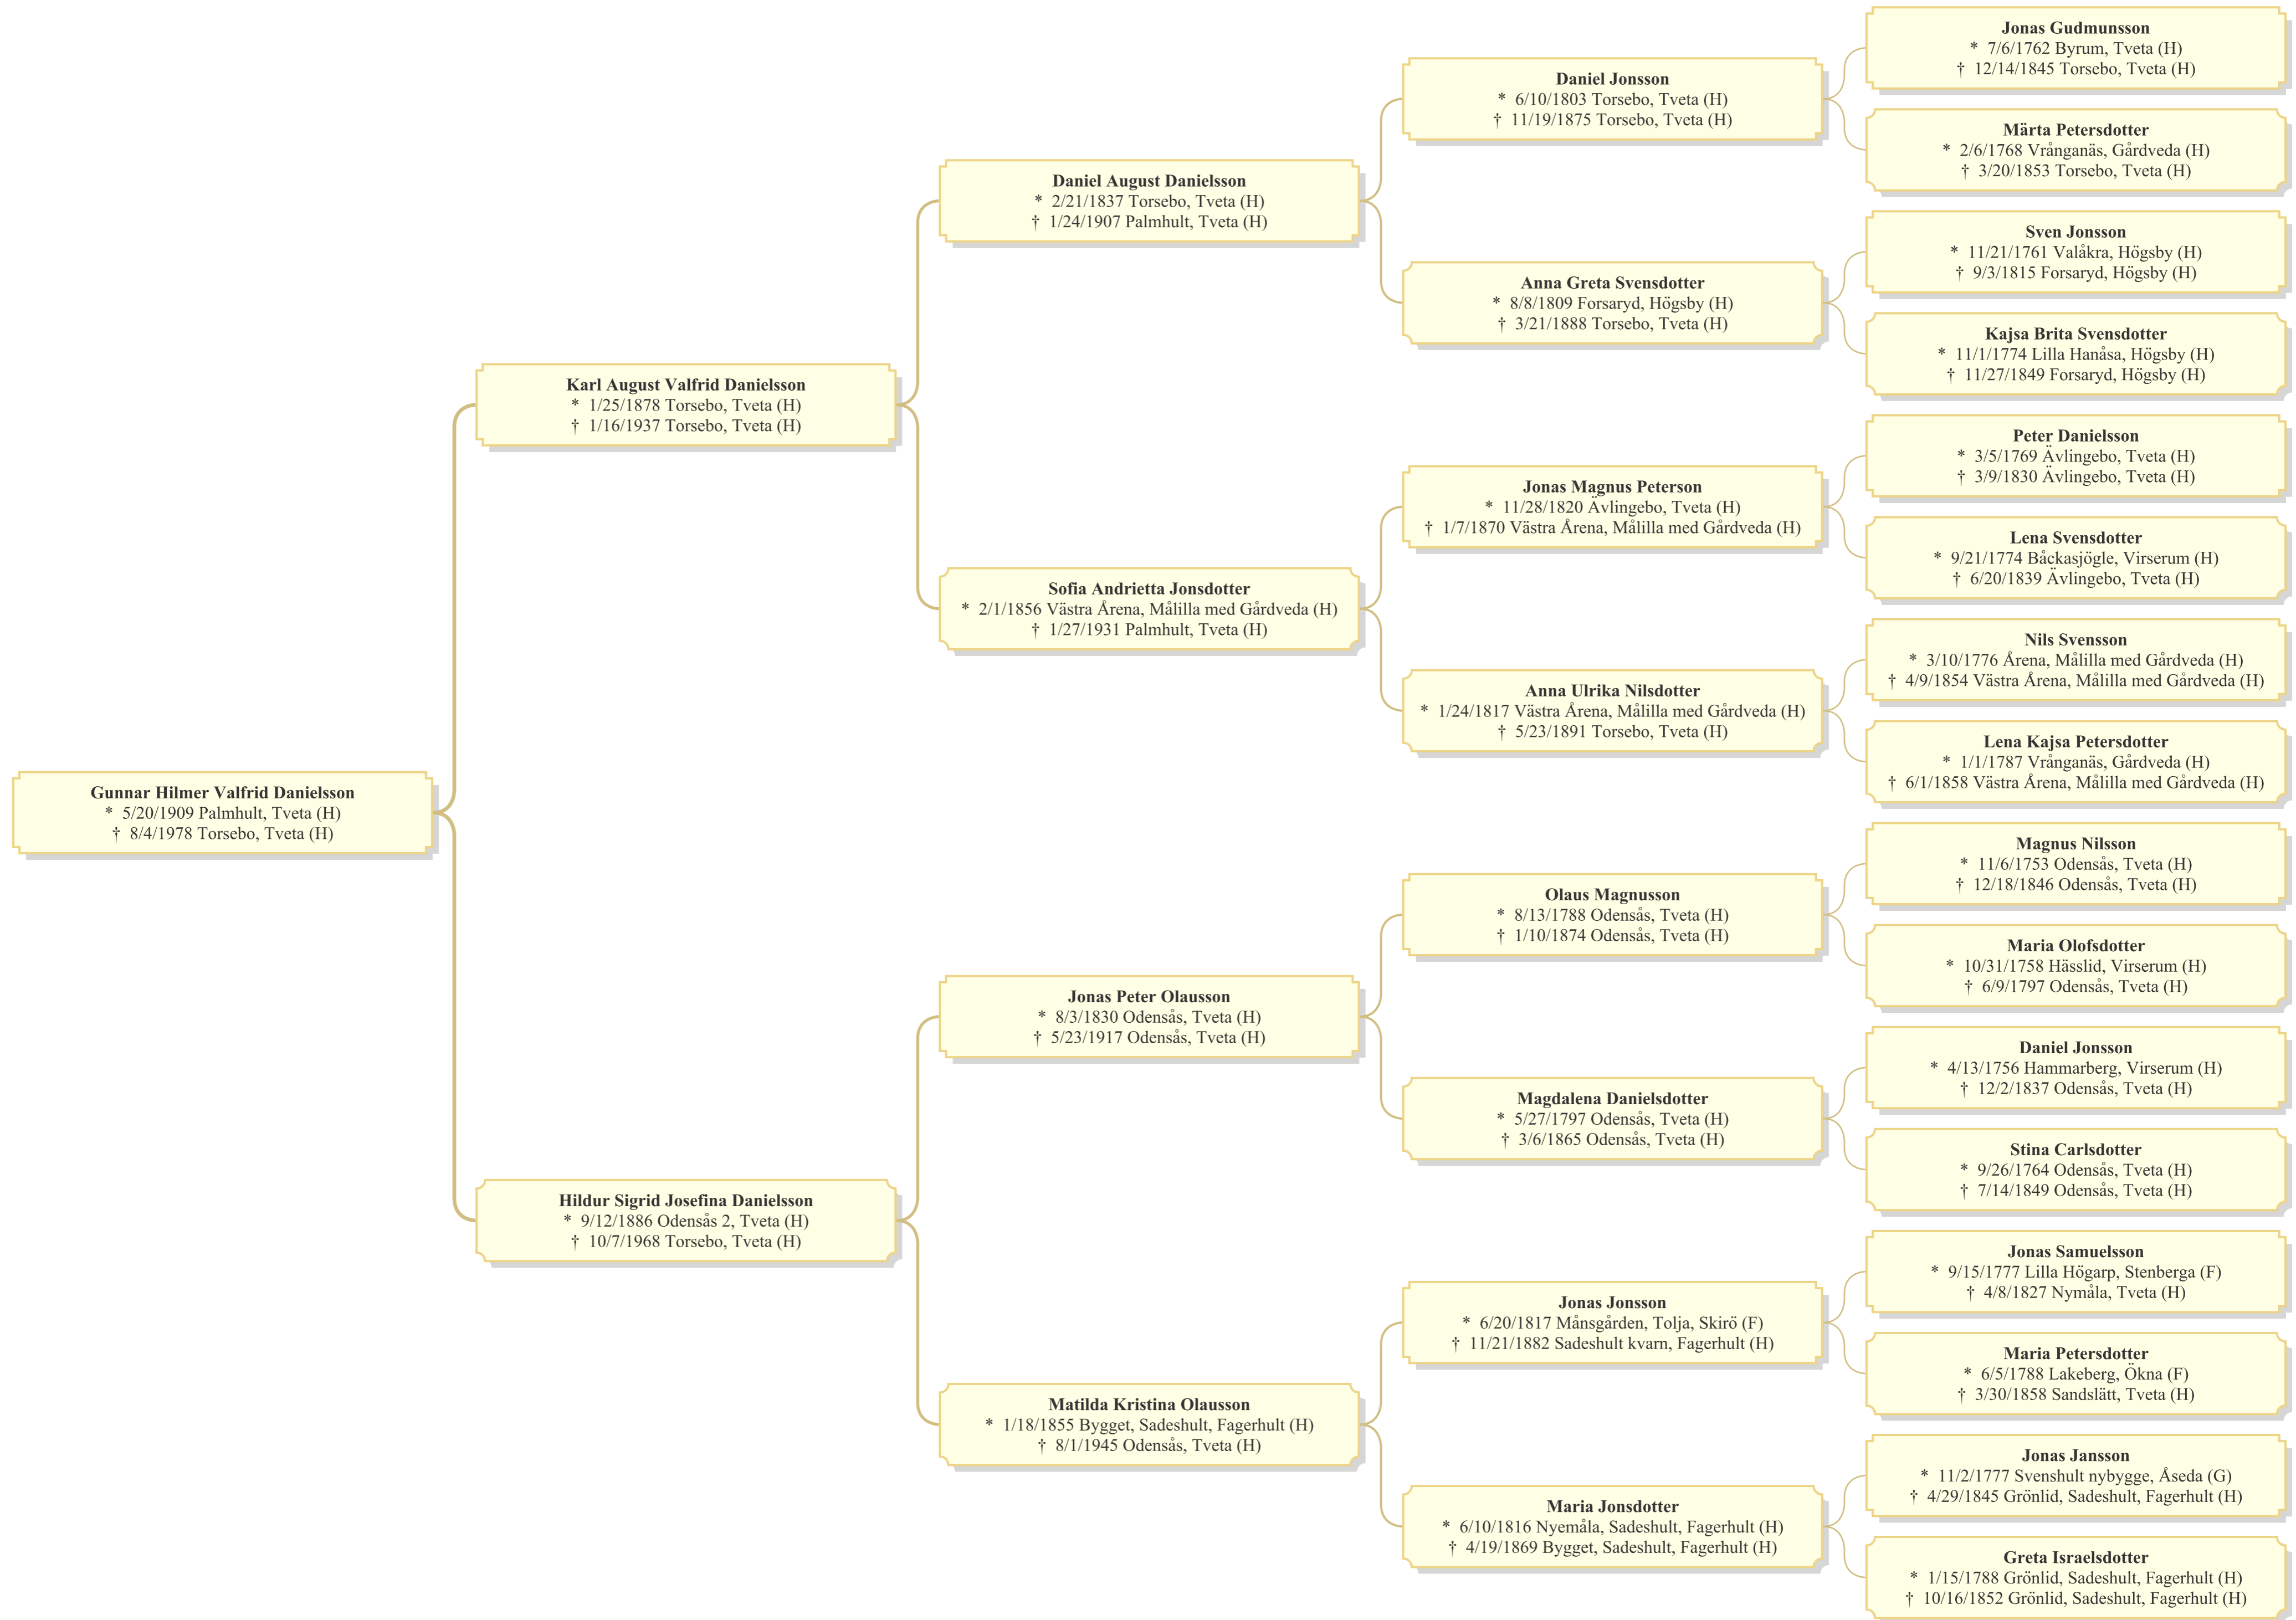 Gunnar Hilmer Valfrid Danielsson
* 5/20/1909 Palmhult, Tveta (H)
† 8/4/1978 Torsebo, Tveta (H)
Karl August Valfrid Danielsson
* 1/25/1878 Torsebo, Tveta (H)
† 1/16/1937 Torsebo, Tveta (H)
Hildur Sigrid Josefina Danielsson
* 9/12/1886 Odensås 2, Tveta (H)
† 10/7/1968 Torsebo, Tveta (H)
Daniel August Danielsson
* 2/21/1837 Torsebo, Tveta (H)
† 1/24/1907 Palmhult, Tveta (H)
Sofia Andrietta Jonsdotter
* 2/1/1856 Västra Årena, Målilla med Gårdveda (H)
† 1/27/1931 Palmhult, Tveta (H)
Jonas Peter Olausson
* 8/3/1830 Odensås, Tveta (H)
† 5/23/1917 Odensås, Tveta (H)
Matilda Kristina Olausson
* 1/18/1855 Bygget, Sadeshult, Fagerhult (H)
† 8/1/1945 Odensås, Tveta (H)
Daniel Jonsson
* 6/10/1803 Torsebo, Tveta (H)
† 11/19/1875 Torsebo, Tveta (H)
Anna Greta Svensdotter
* 8/8/1809 Forsaryd, Högsby (H)
† 3/21/1888 Torsebo, Tveta (H)
Jonas Magnus Peterson
* 11/28/1820 Ävlingebo, Tveta (H)
† 1/7/1870 Västra Årena, Målilla med Gårdveda (H)
Anna Ulrika Nilsdotter
* 1/24/1817 Västra Årena, Målilla med Gårdveda (H)
† 5/23/1891 Torsebo, Tveta (H)
Olaus Magnusson
* 8/13/1788 Odensås, Tveta (H)
† 1/10/1874 Odensås, Tveta (H)
Magdalena Danielsdotter
* 5/27/1797 Odensås, Tveta (H)
† 3/6/1865 Odensås, Tveta (H)
Jonas Jonsson
* 6/20/1817 Månsgården, Tolja, Skirö (F)
† 11/21/1882 Sadeshult kvarn, Fagerhult (H)
Maria Jonsdotter
* 6/10/1816 Nyemåla, Sadeshult, Fagerhult (H)
† 4/19/1869 Bygget, Sadeshult, Fagerhult (H)
Jonas Gudmunsson
* 7/6/1762 Byrum, Tveta (H)
† 12/14/1845 Torsebo, Tveta (H)
Märta Petersdotter
* 2/6/1768 Vrånganäs, Gårdveda (H)
† 3/20/1853 Torsebo, Tveta (H)
Sven Jonsson
* 11/21/1761 Valåkra, Högsby (H)
† 9/3/1815 Forsaryd, Högsby (H)
Kajsa Brita Svensdotter
* 11/1/1774 Lilla Hanåsa, Högsby (H)
† 11/27/1849 Forsaryd, Högsby (H)
Peter Danielsson
* 3/5/1769 Ävlingebo, Tveta (H)
† 3/9/1830 Ävlingebo, Tveta (H)
Lena Svensdotter
* 9/21/1774 Båckasjögle, Virserum (H)
† 6/20/1839 Ävlingebo, Tveta (H)
Nils Svensson
* 3/10/1776 Årena, Målilla med Gårdveda (H)
† 4/9/1854 Västra Årena, Målilla med Gårdveda (H)
Lena Kajsa Petersdotter
* 1/1/1787 Vrånganäs, Gårdveda (H)
† 6/1/1858 Västra Årena, Målilla med Gårdveda (H)
Magnus Nilsson
* 11/6/1753 Odensås, Tveta (H)
† 12/18/1846 Odensås, Tveta (H)
Maria Olofsdotter
* 10/31/1758 Hässlid, Virserum (H)
† 6/9/1797 Odensås, Tveta (H)
Daniel Jonsson
* 4/13/1756 Hammarberg, Virserum (H)
† 12/2/1837 Odensås, Tveta (H)
Stina Carlsdotter
* 9/26/1764 Odensås, Tveta (H)
† 7/14/1849 Odensås, Tveta (H)
Jonas Samuelsson
* 9/15/1777 Lilla Högarp, Stenberga (F)
† 4/8/1827 Nymåla, Tveta (H)
Maria Petersdotter
* 6/5/1788 Lakeberg, Ökna (F)
† 3/30/1858 Sandslätt, Tveta (H)
Jonas Jansson
* 11/2/1777 Svenshult nybygge, Åseda (G)
† 4/29/1845 Grönlid, Sadeshult, Fagerhult (H)
Greta Israelsdotter
* 1/15/1788 Grönlid, Sadeshult, Fagerhult (H)
† 10/16/1852 Grönlid, Sadeshult, Fagerhult (H)